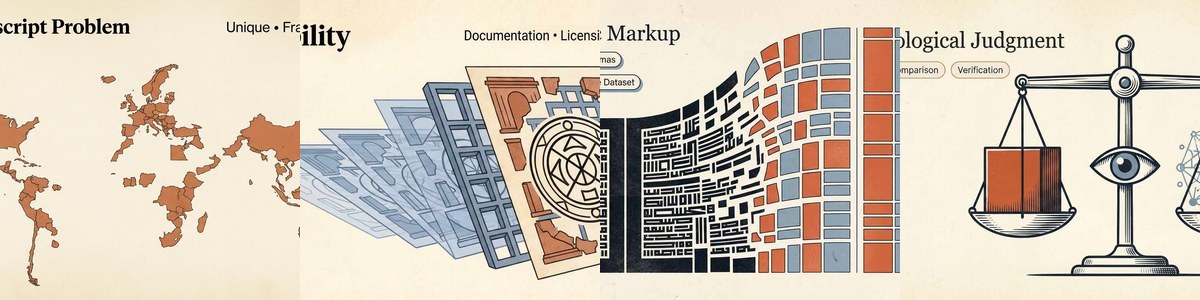 script Problem
Unique • Fra
ility
Documentation • Licensi
Markup
mas
Dataset
ological Judgment
omparison
Verification